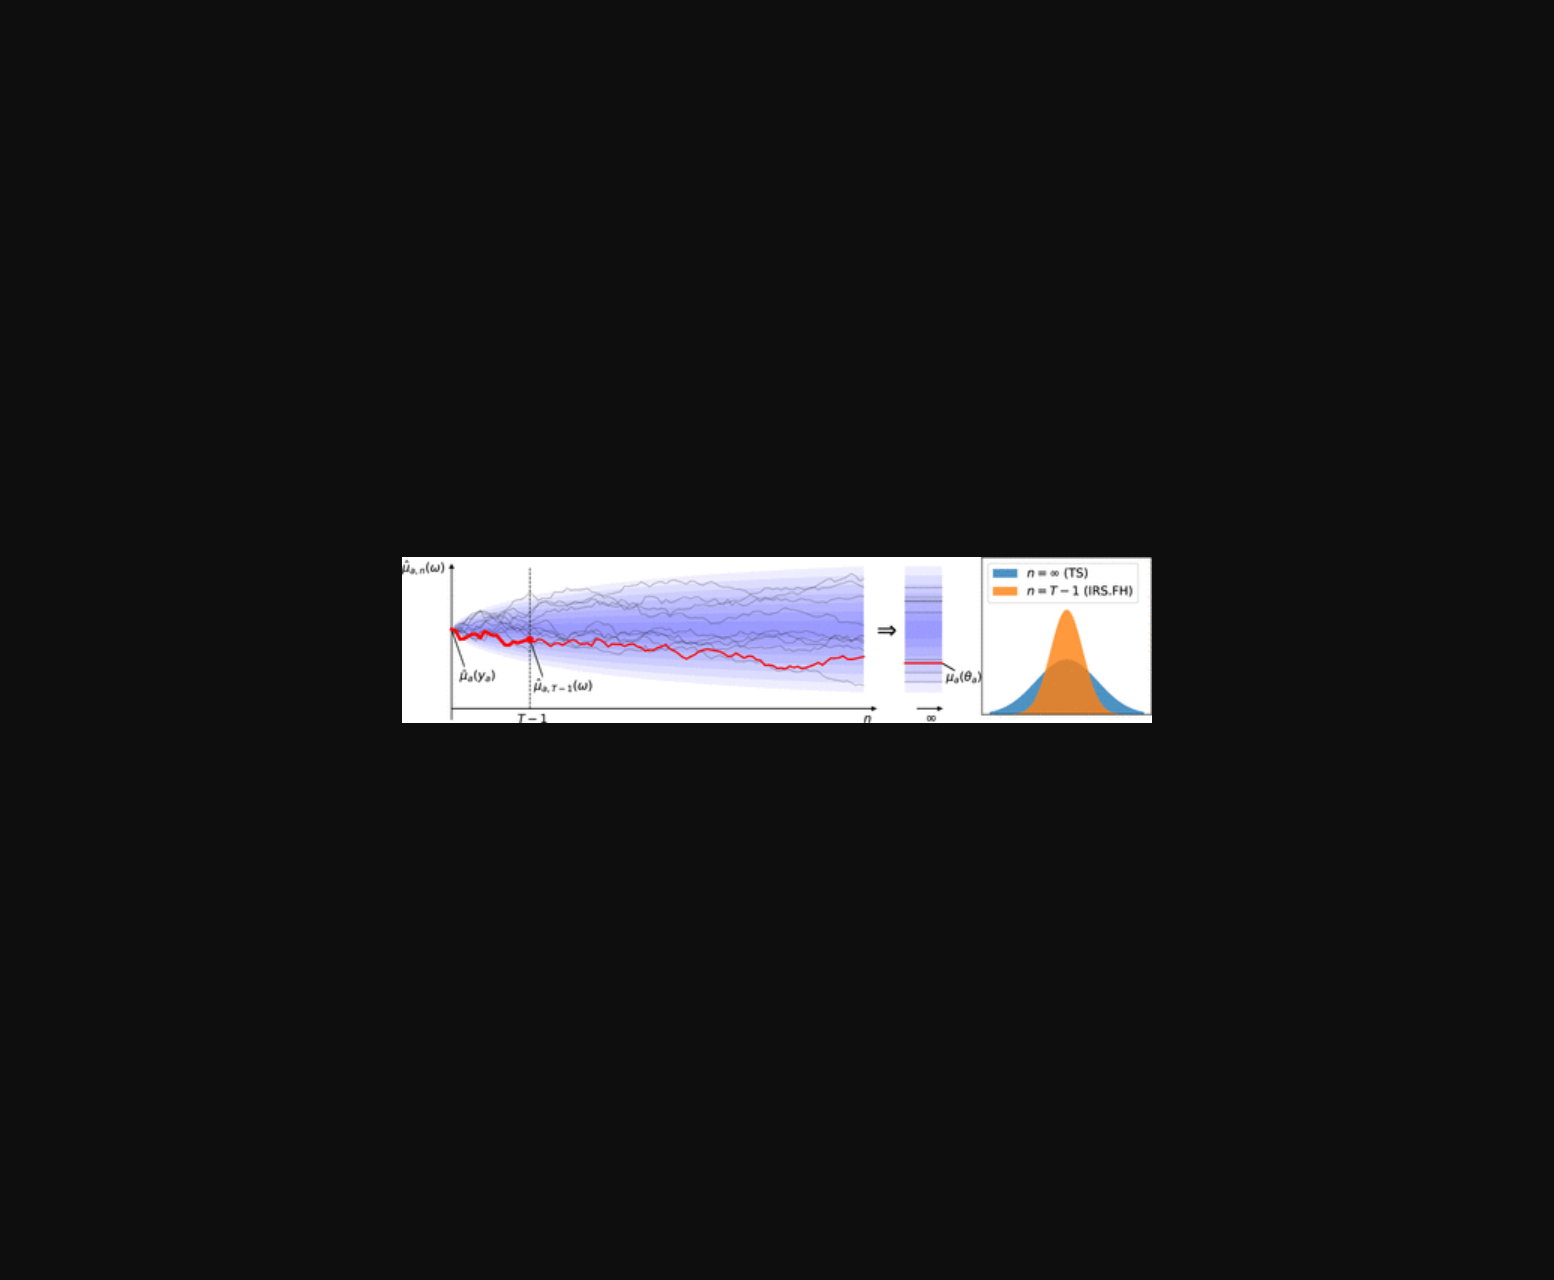 μ̂ₐ,ₙ(ω)
μ̂ₐ(yₐ)
μ̂ₐ,T−1(ω)
T − 1
n
⇒
μₐ(θₐ)
∞
n = ∞ (TS)
n = T − 1 (IRS.FH)